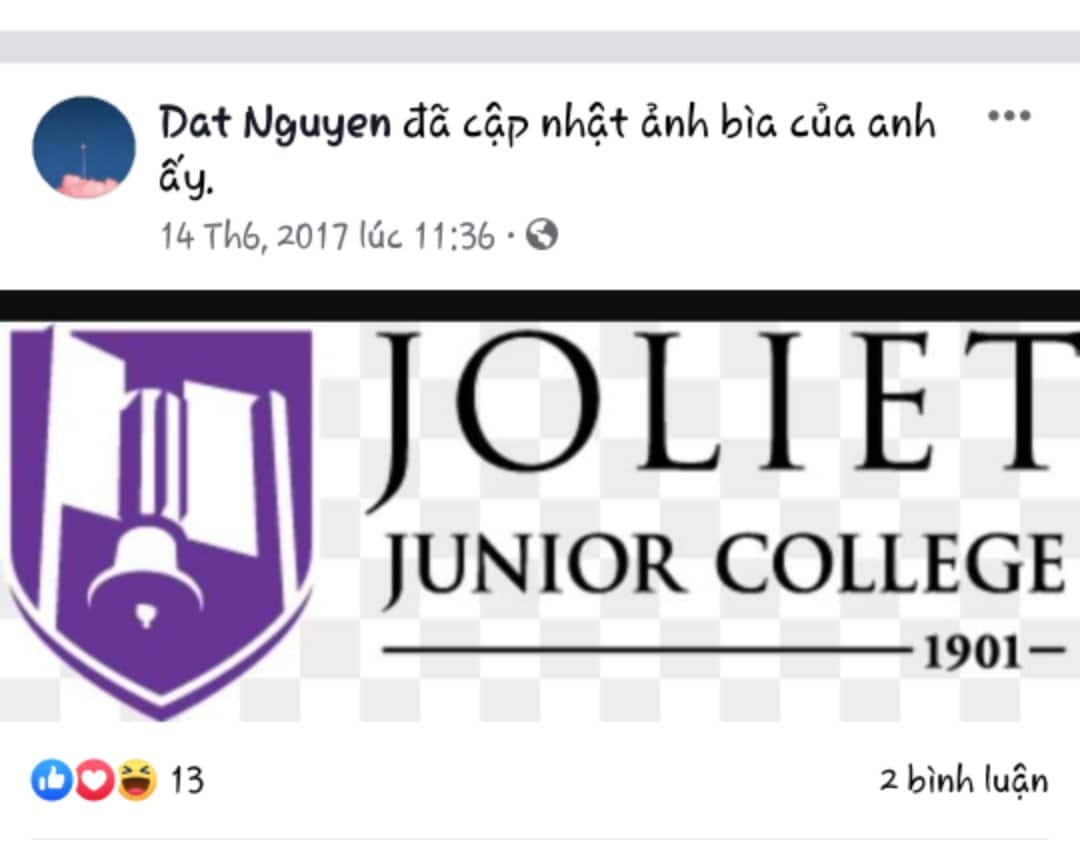 Dat Nguyen đã cập nhật ảnh bìa của anh
ấy.
14 Th6, 2017 lúc 11:36 ·
JOLIET
JUNIOR COLLEGE
1901
13
2 bình luận